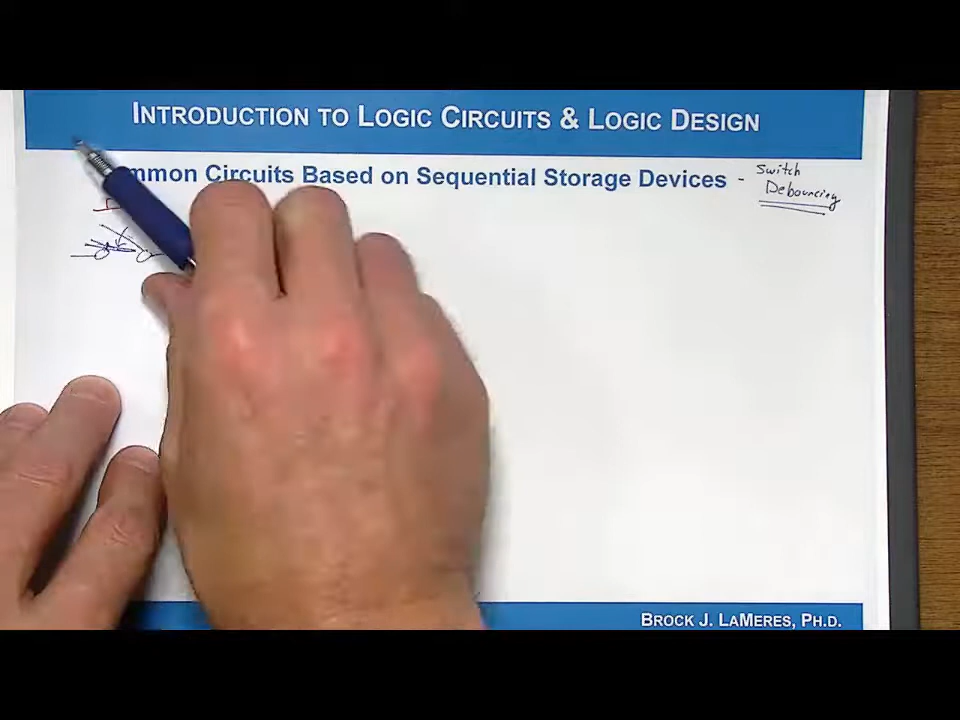 INTRODUCTION TO LOGIC CIRCUITS & LOGIC DESIGN
mmon Circuits Based on Sequential Storage Devices - Switch
Debouncing
BROCK J. LAMERES, PH.D.